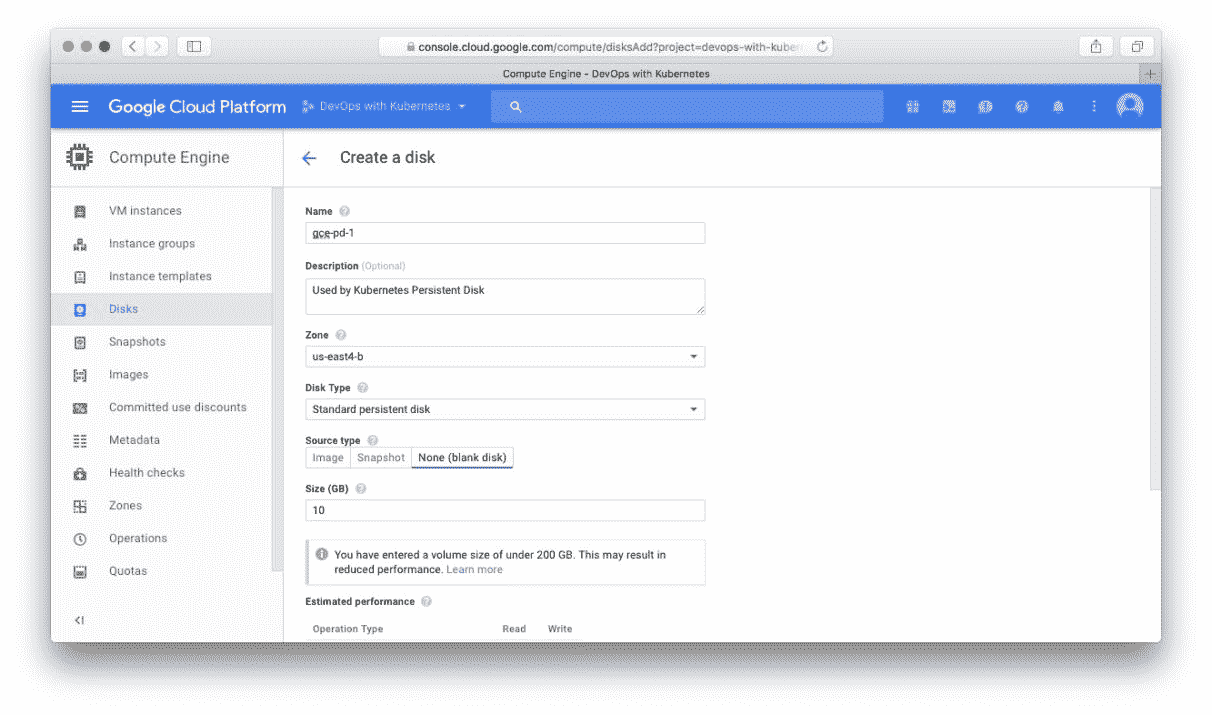 console.cloud.google.com/compute/disksAdd?project=devops-with-kuber
Compute Engine - DevOps with Kubernetes
Google Cloud Platform
DevOps with Kubernetes
Compute Engine
Create a disk
VM instances
Instance groups
Instance templates
Disks
Snapshots
Images
Committed use discounts
Metadata
Health checks
Zones
Operations
Quotas
Name
gce-pd-1
Description (Optional)
Used by Kubernetes Persistent Disk
Zone
us-east4-b
Disk Type
Standard persistent disk
Source type
Image Snapshot None (blank disk)
Size (GB)
10
You have entered a volume size of under 200 GB. This may result in
reduced performance. Learn more
Estimated performance
Operation Type Read Write